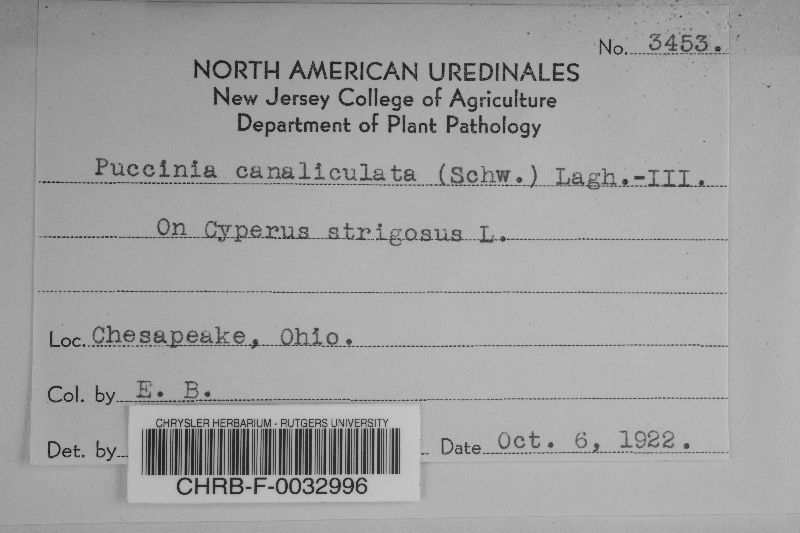 No. 3453.
NORTH AMERICAN UREDINALES
New Jersey College of Agriculture
Department of Plant Pathology
Puccinia canaliculata (Schw.) Lagh.-III.
On Cyperus strigosus L.
Loc. Chesapeake, Ohio.
Col. by E. B.
Det. by
Date Oct. 6, 1922.
CHRYSLER HERBARIUM - RUTGERS UNIVERSITY
CHRB-F-0032996